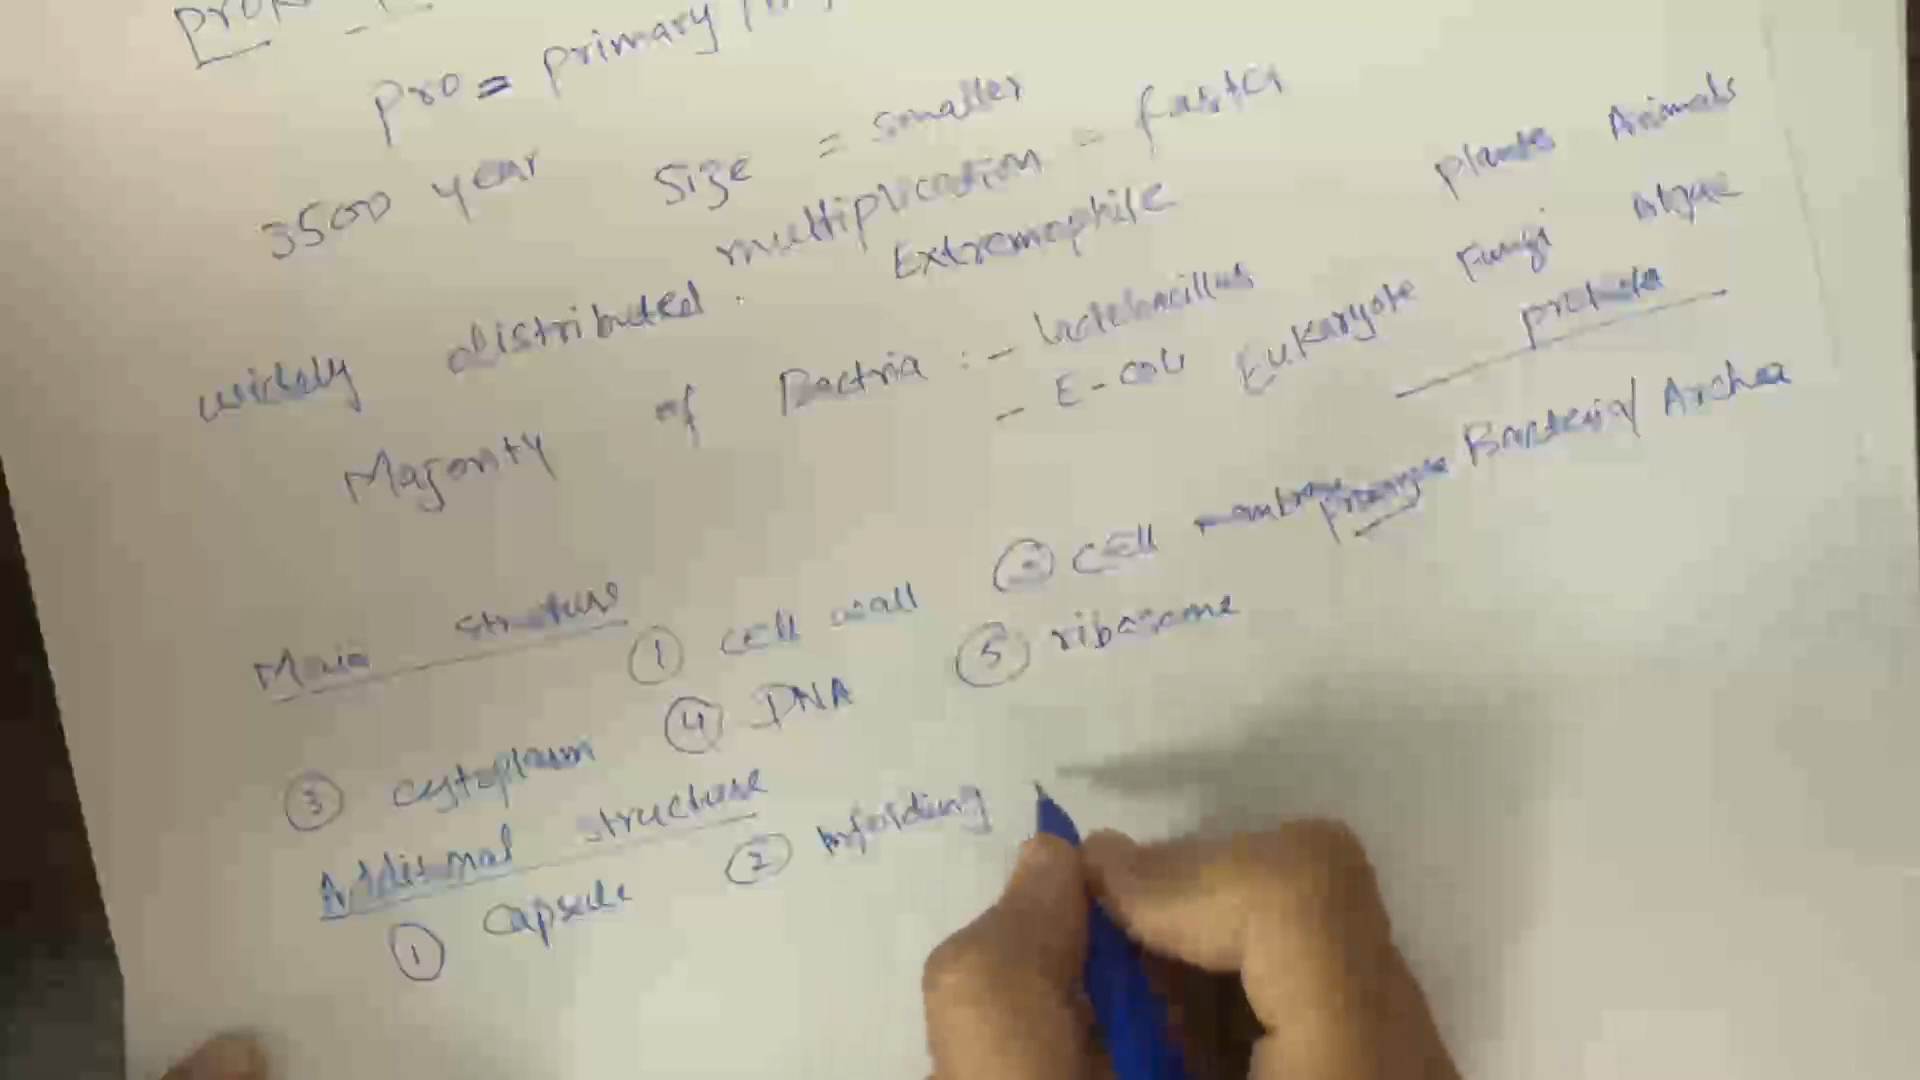 pro = primary
3500 year Size = smaller
multiplication = faster
widely distributed. Extremophile
Majority of Bactria :- lactobacillus
- E-coli
Plants Animals
Eukaryote Fungi Algae
protista
Bacteria/ Archea
Main structure ① cell wall ② cell membrane
③ cytoplasm ④ DNA ⑤ ribosome
Additional structure
① capsule ② infolding